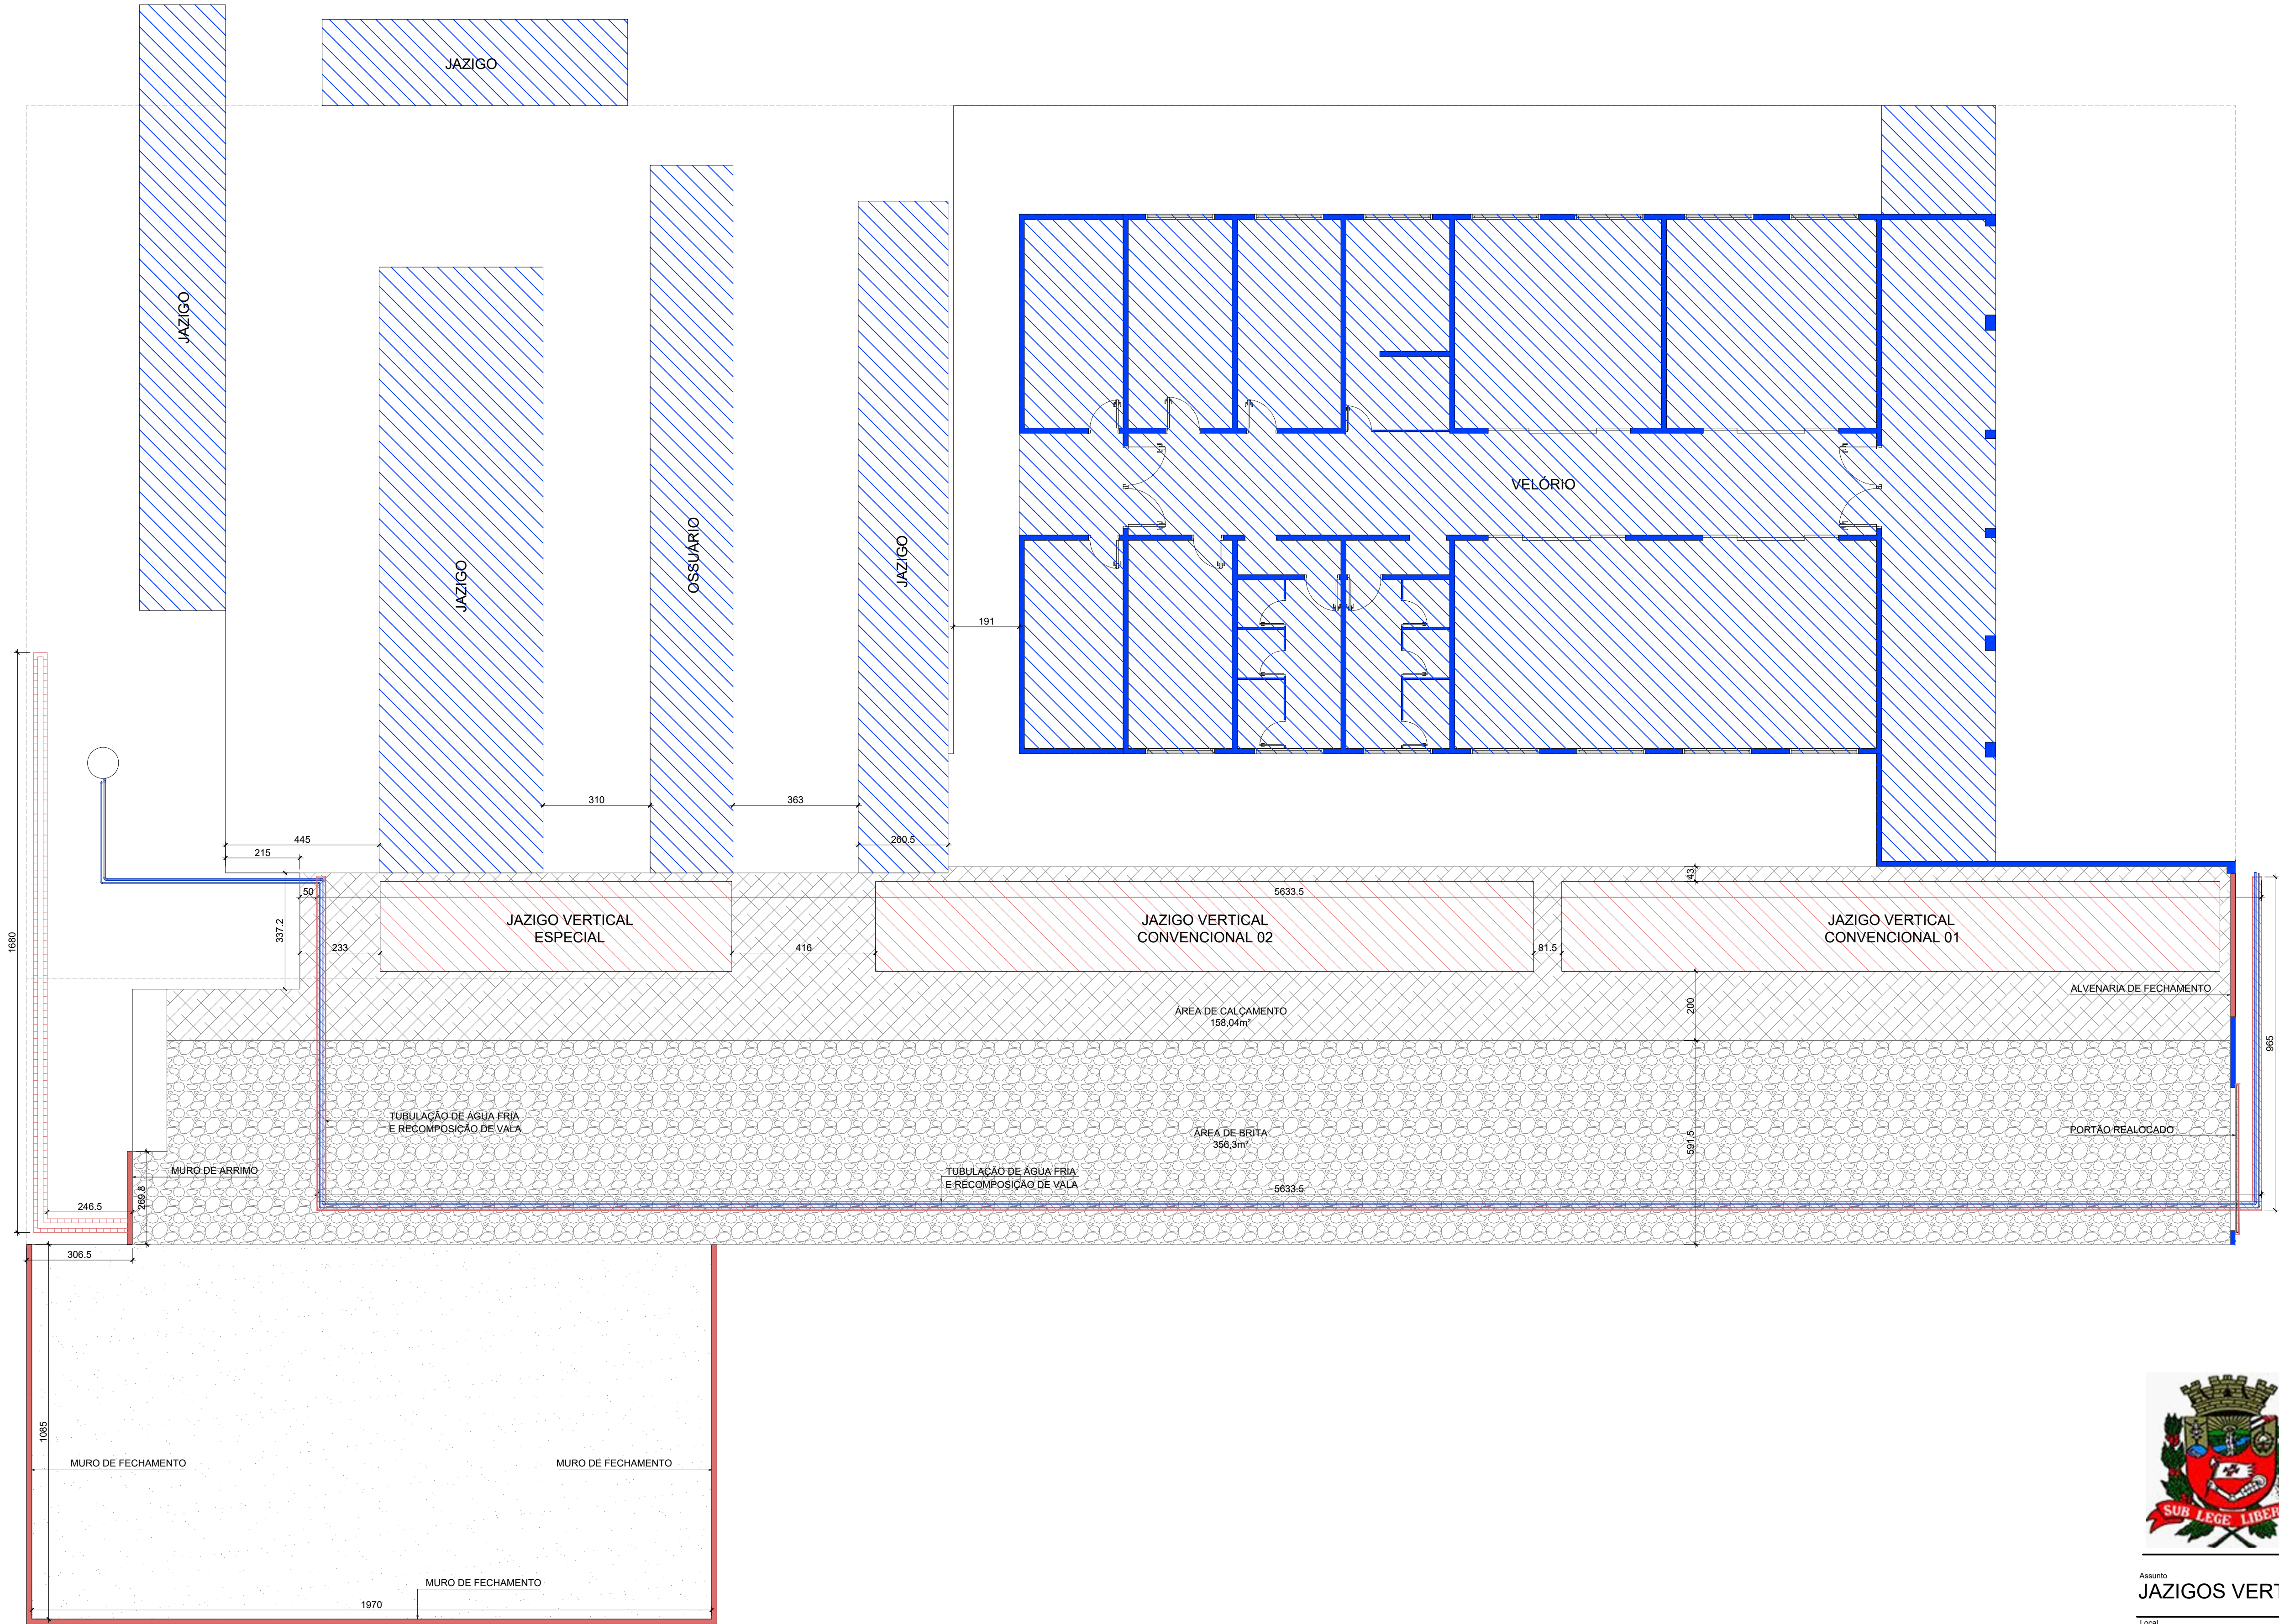 JAZIGO
JAZIGO
JAZIGO
OSSUÁRIO
JAZIGO
VELÓRIO
191
310
363
445
260.5
215
50
5633.5
43
337.2
1680
JAZIGO VERTICAL
ESPECIAL
JAZIGO VERTICAL
CONVENCIONAL 02
JAZIGO VERTICAL
CONVENCIONAL 01
233
416
81.5
ALVENARIA DE FECHAMENTO
200
ÁREA DE CALÇAMENTO
158,04m²
965
TUBULAÇÃO DE ÁGUA FRIA
E RECOMPOSIÇÃO DE VALA
ÁREA DE BRITA
356,3m²
591.5
PORTÃO REALOCADO
MURO DE ARRIMO
TUBULAÇÃO DE ÁGUA FRIA
E RECOMPOSIÇÃO DE VALA
269.8
246.5
5633.5
306.5
1085
MURO DE FECHAMENTO
MURO DE FECHAMENTO
MURO DE FECHAMENTO
1970
SUB LEGE LIBER
Assunto
JAZIGOS VERT
Local